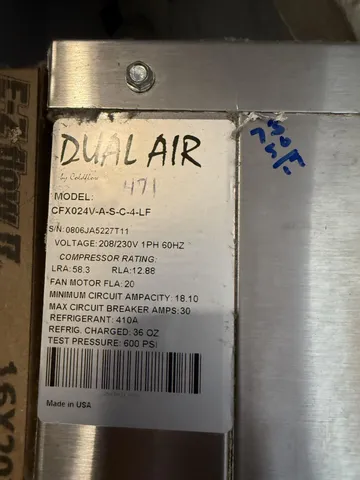 DUAL AIR
by Coldflow
471
MODEL:
CFX024V-A-S-C-4-LF
S/N: 0806JA5227T11
VOLTAGE: 208/230V 1PH 60HZ
COMPRESSOR RATING:
LRA: 58.3 RLA: 12.88
FAN MOTOR FLA: 20
MINIMUM CIRCUIT AMPACITY: 18.10
MAX CIRCUIT BREAKER AMPS:30
REFRIGERANT: 410A
REFRIG. CHARGED: 36 OZ
TEST PRESSURE: 600 PSI
Made in USA
E-Z flow II
16X20